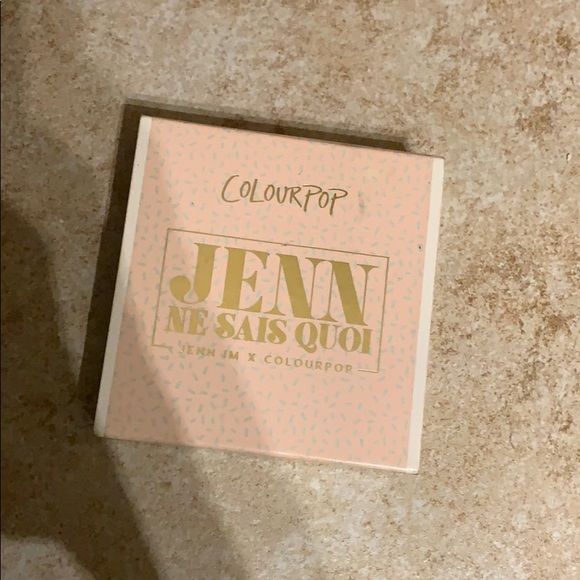 COLOURPOP
JENN
NE SAIS QUOI
JENN IM X COLOURPOP